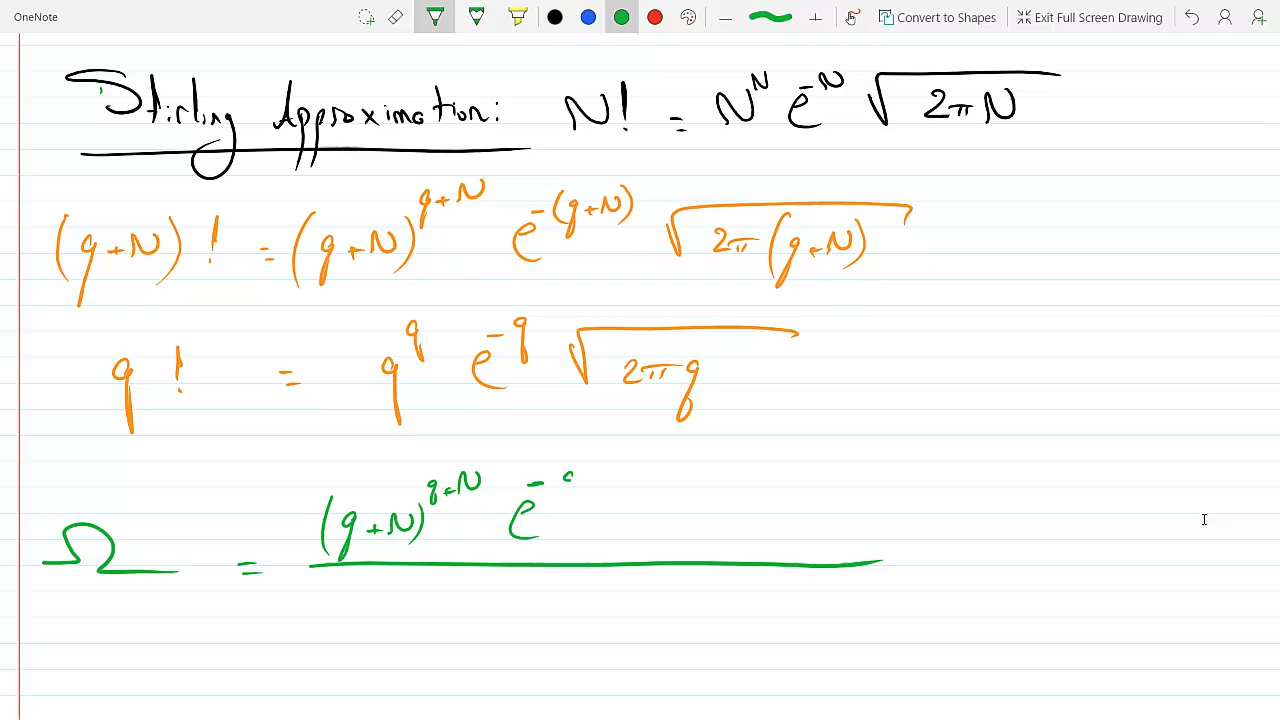 OneNote
Convert to Shapes
Exit Full Screen Drawing
Stirling Approximation: N! = N^N e^-N √(2πN)
(q+N)! = (q+N)^(q+N) e^-(q+N) √(2π(q+N))
q! = q^q e^-q √(2πq)
Ω = (q+N)^(q+N) e^-